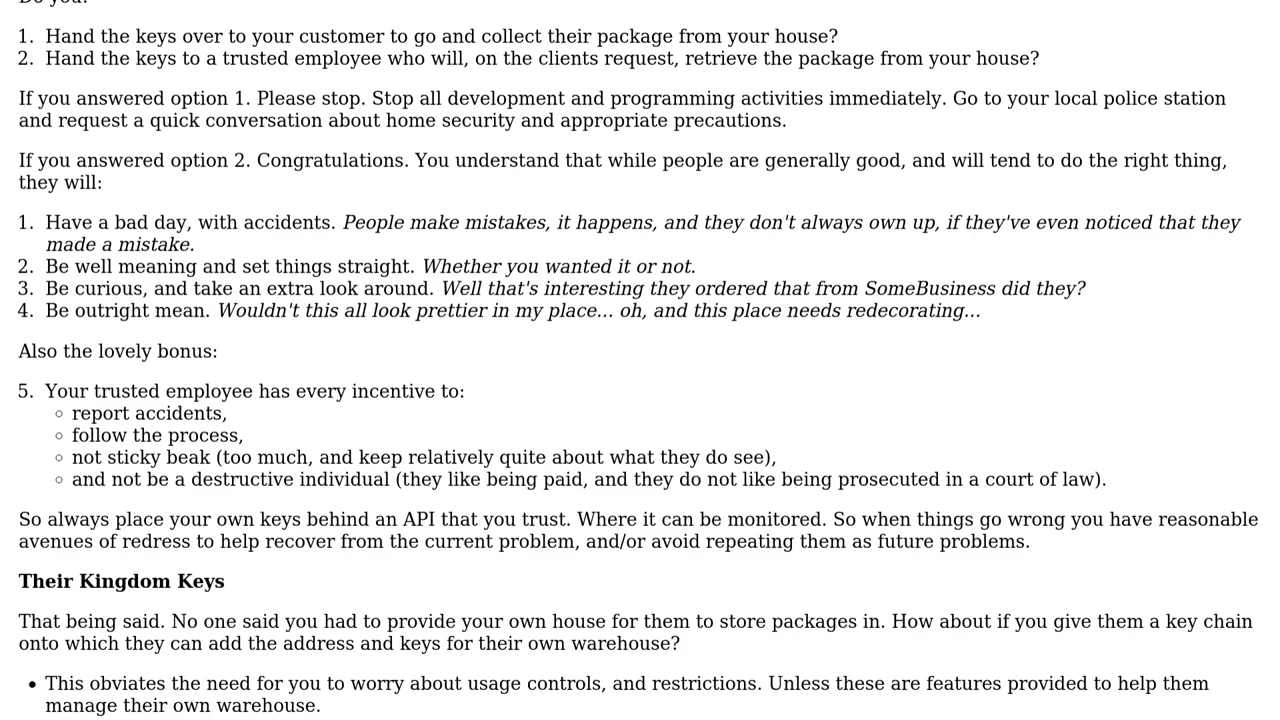 1. Hand the keys over to your customer to go and collect their package from your house?
2. Hand the keys to a trusted employee who will, on the clients request, retrieve the package from your house?
If you answered option 1. Please stop. Stop all development and programming activities immediately. Go to your local police station
and request a quick conversation about home security and appropriate precautions.
If you answered option 2. Congratulations. You understand that while people are generally good, and will tend to do the right thing,
they will:
1. Have a bad day, with accidents. People make mistakes, it happens, and they don't always own up, if they've even noticed that they
made a mistake.
2. Be well meaning and set things straight. Whether you wanted it or not.
3. Be curious, and take an extra look around. Well that's interesting they ordered that from SomeBusiness did they?
4. Be outright mean. Wouldn't this all look prettier in my place... oh, and this place needs redecorating...
Also the lovely bonus:
5. Your trusted employee has every incentive to:
◦ report accidents,
◦ follow the process,
◦ not sticky beak (too much, and keep relatively quite about what they do see),
◦ and not be a destructive individual (they like being paid, and they do not like being prosecuted in a court of law).
So always place your own keys behind an API that you trust. Where it can be monitored. So when things go wrong you have reasonable
avenues of redress to help recover from the current problem, and/or avoid repeating them as future problems.
Their Kingdom Keys
That being said. No one said you had to provide your own house for them to store packages in. How about if you give them a key chain
onto which they can add the address and keys for their own warehouse?
• This obviates the need for you to worry about usage controls, and restrictions. Unless these are features provided to help them
manage their own warehouse.